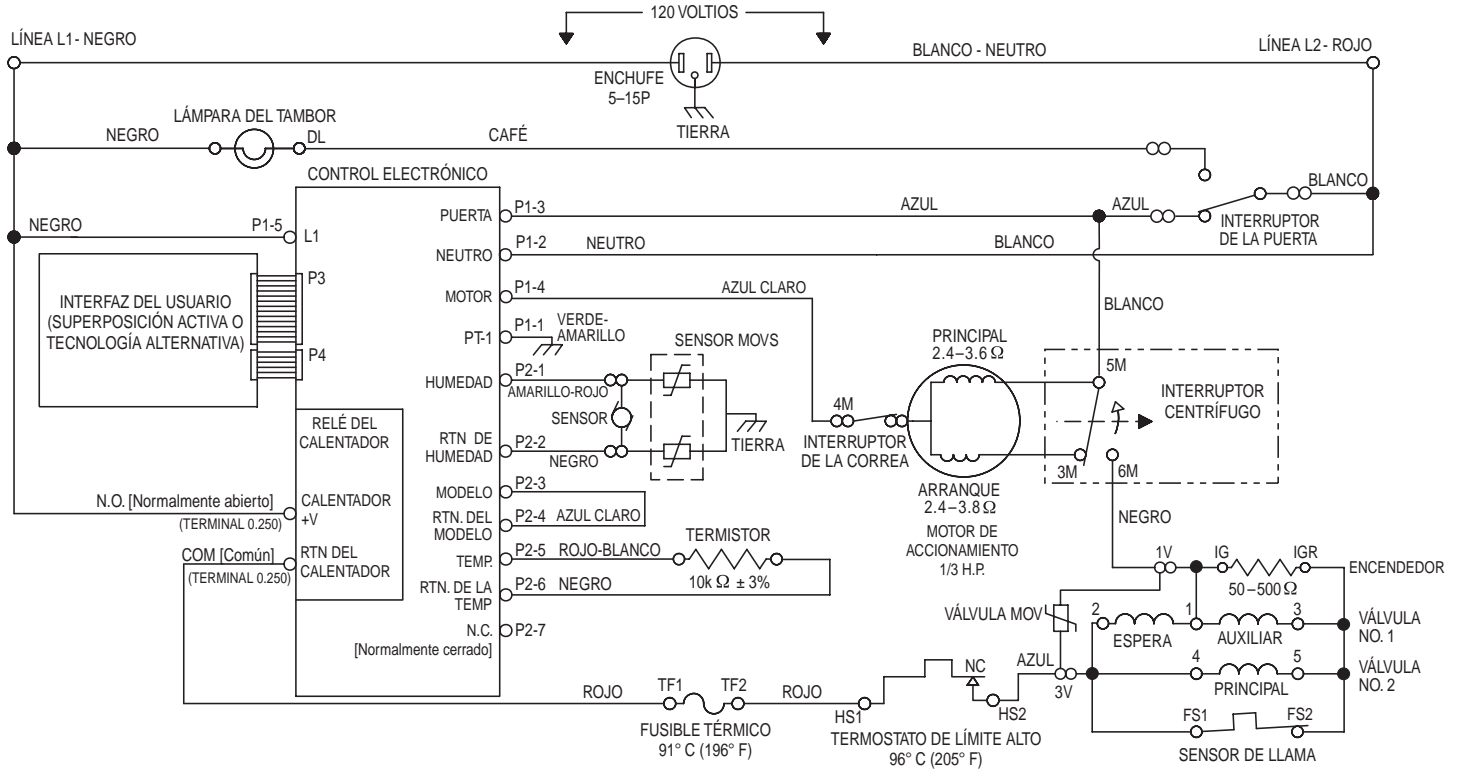 120 VOLTIOS
LÍNEA L1- NEGRO
BLANCO - NEUTRO
LÍNEA L2- ROJO
ENCHUFE
5–15P
TIERRA
LÁMPARA DEL TAMBOR
NEGRO
DL
CAFÉ
CONTROL ELECTRÓNICO
BLANCO
NEGRO
P1-5
L1
PUERTA
P1-3
AZUL
AZUL
INTERRUPTOR
DE LA PUERTA
NEUTRO
P1-2
NEUTRO
BLANCO
P3
INTERFAZ DEL USUARIO
(SUPERPOSICIÓN ACTIVA O
TECNOLOGÍA ALTERNATIVA)
P4
MOTOR
P1-4
AZUL CLARO
BLANCO
PT-1
P1-1
VERDE-
AMARILLO
SENSOR MOVS
PRINCIPAL
2.4–3.6 Ω
5M
INTERRUPTOR
CENTRÍFUGO
HUMEDAD
P2-1
AMARILLO-ROJO
SENSOR
TIERRA
4M
INTERRUPTOR
DE LA CORREA
3M
6M
RELÉ DEL
CALENTADOR
RTN DE
HUMEDAD
P2-2
NEGRO
ARRANQUE
2.4–3.8 Ω
MOTOR DE
ACCIONAMIENTO
1/3 H.P.
NEGRO
MODELO
P2-3
N.O. [Normalmente abierto]
(TERMINAL 0.250)
CALENTADOR
+V
RTN. DEL
MODELO
P2-4
AZUL CLARO
COM [Común]
(TERMINAL 0.250)
RTN DEL
CALENTADOR
TEMP.
P2-5
ROJO-BLANCO
TERMISTOR
10k Ω ± 3%
RTN. DE LA
TEMP
P2-6
NEGRO
N.C.
P2-7
[Normalmente cerrado]
1V
IG
IGR
ENCENDEDOR
50–500 Ω
VÁLVULA MOV
2
1
3
ESPERA
AUXILIAR
VÁLVULA
NO. 1
AZUL
3V
4
5
PRINCIPAL
VÁLVULA
NO. 2
ROJO
TF1
TF2
ROJO
FUSIBLE TÉRMICO
91° C (196° F)
HS1
NC
HS2
TERMOSTATO DE LÍMITE ALTO
96° C (205° F)
FS1
FS2
SENSOR DE LLAMA